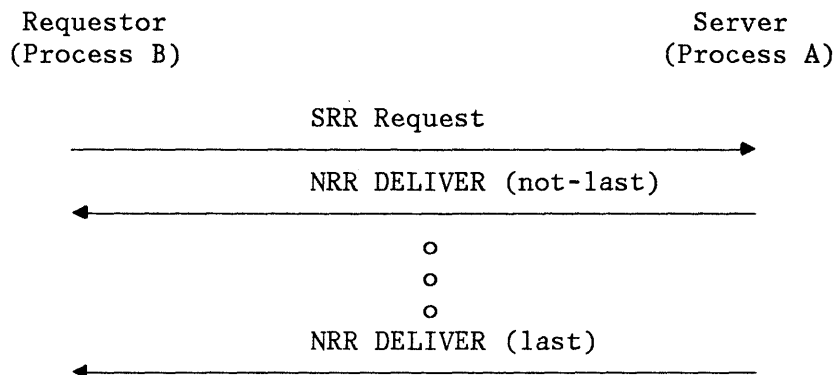 Requestor Server
(Process B) (Process A)
SRR Request
NRR DELIVER (not-last)
o
o
o
NRR DELIVER (last)